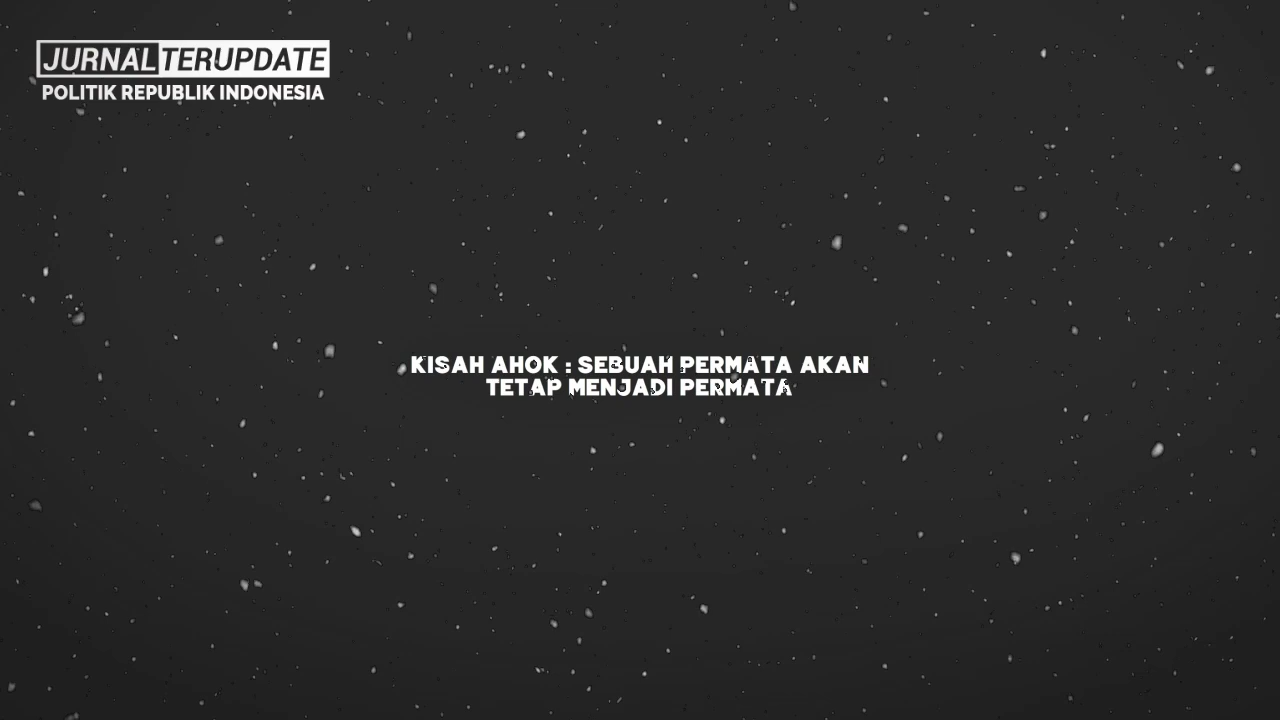 JURNALTERUPDATE
POLITIK REPUBLIK INDONESIA
KISAH AHOK : SEBUAH PERMATA AKAN
TETAP MENJADI PERMATA